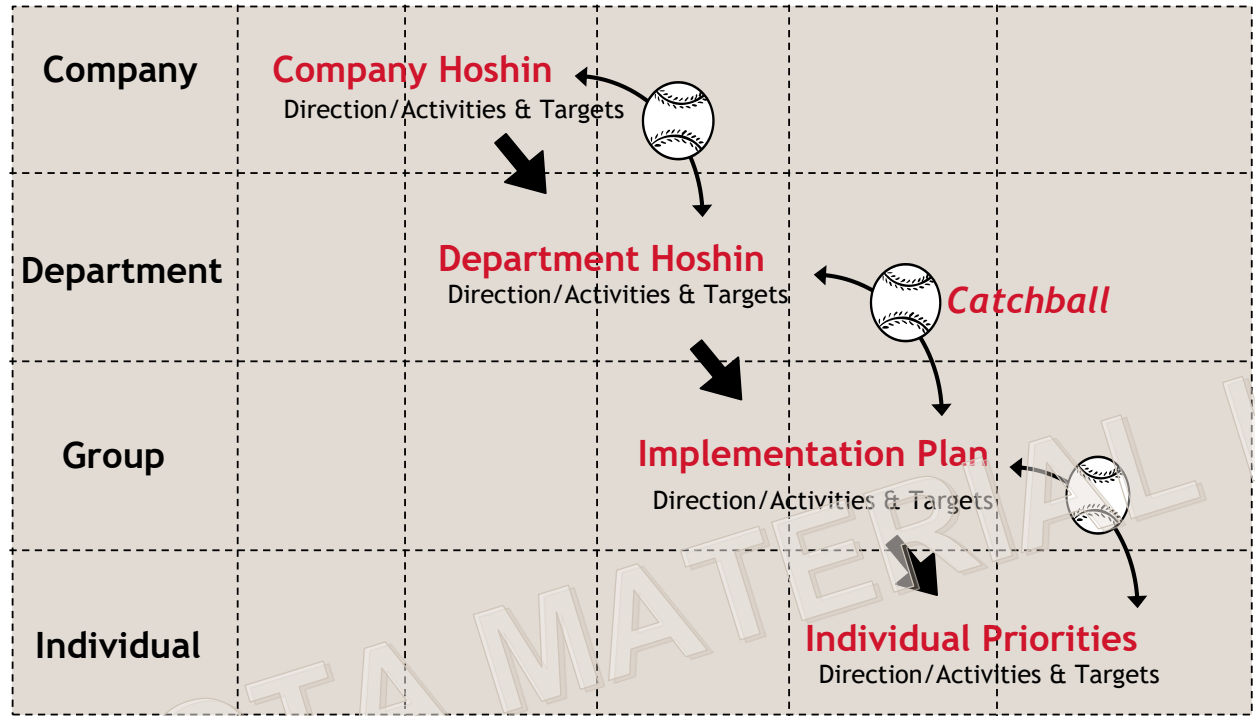 Company
Company Hoshin
Direction/Activities & Targets
Department
Department Hoshin
Direction/Activities & Targets
Catchball
Group
Implementation Plan
Direction/Activities & Targets
Individual
Individual Priorities
Direction/Activities & Targets
MATERIAL